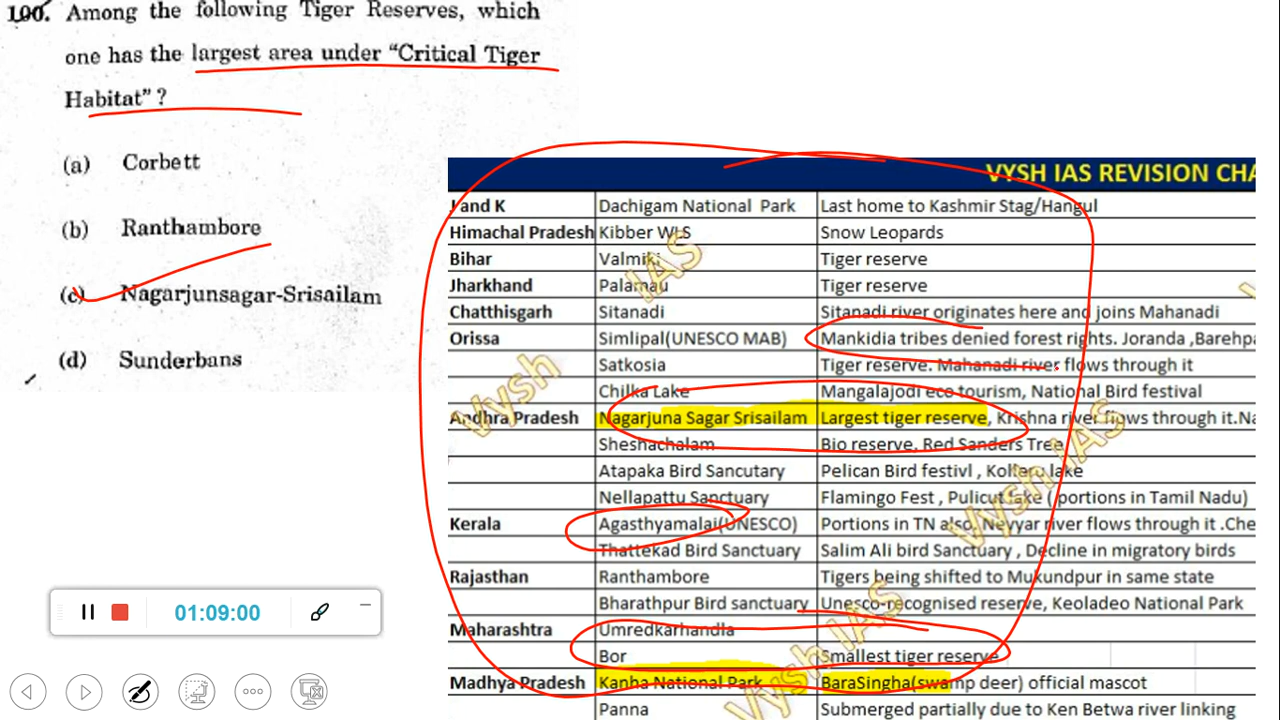 100. Among the following Tiger Reserves, which
one has the largest area under “Critical Tiger
Habitat” ?
(a) Corbett
(b) Ranthambore
(c) Nagarjunsagar-Srisailam
(d) Sunderbans
VYSH IAS REVISION CHA
J and K Dachigam National Park Last home to Kashmir Stag/Hangul
Himachal Pradesh Kibber WLS Snow Leopards
Bihar Valmiki Tiger reserve
Jharkhand Palamau Tiger reserve
Chatthisgarh Sitanadi Sitanadi river originates here and joins Mahanadi
Orissa Simlipal(UNESCO MAB) Mankidia tribes denied forest rights. Joranda ,Barehpa
Satkosia Tiger reserve. Mahanadi river flows through it
Chilka Lake Mangalajodi eco tourism, National Bird festival
Andhra Pradesh Nagarjuna Sagar Srisailam Largest tiger reserve, Krishna river flows through it.Na
Sheshachalam Bio reserve, Red Sanders Tree
Atapaka Bird Sancutary Pelican Bird festivl , Kolleru lake
Nellapattu Sanctuary Flamingo Fest , Pulicut lake ( portions in Tamil Nadu)
Kerala Agasthyamalai(UNESCO) Portions in TN also. Neyyar river flows through it .Che
Thattekad Bird Sanctuary Salim Ali bird Sanctuary , Decline in migratory birds
Rajasthan Ranthambore Tigers being shifted to Mukundpur in same state
Bharathpur Bird sanctuary Unesco-recognised reserve, Keoladeo National Park
Maharashtra Umredkarhandla
Bor Smallest tiger reserve
Madhya Pradesh Kanha National Park BaraSingha(swamp deer) official mascot
Panna Submerged partially due to Ken Betwa river linking
IAS
Vysh
Vysh IAS
Vysh IAS
01:09:00